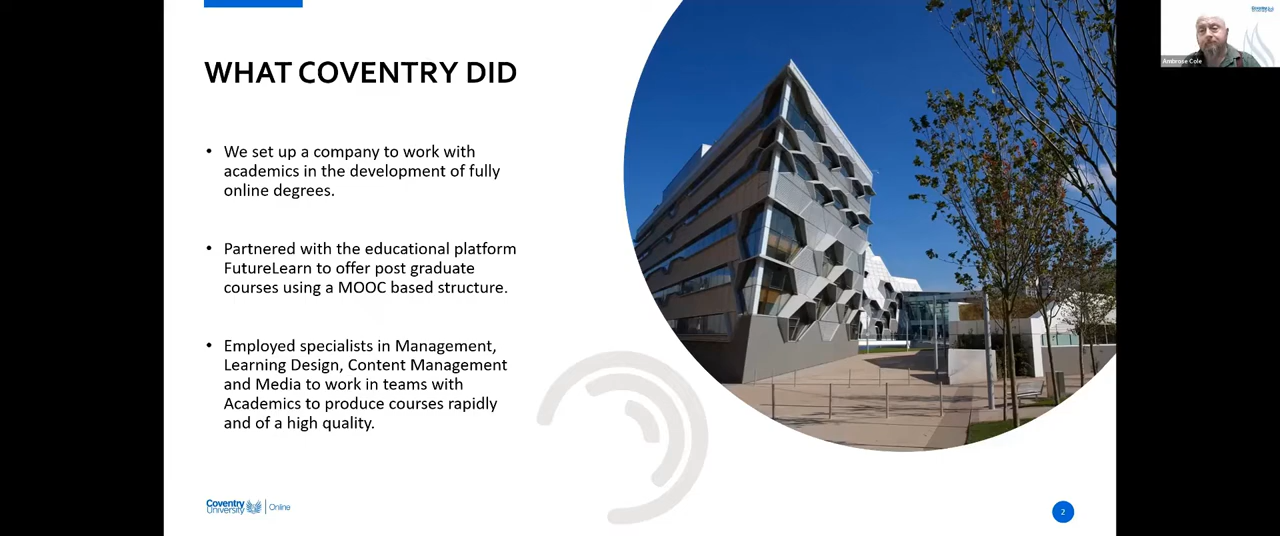 WHAT COVENTRY DID
• We set up a company to work with
academics in the development of fully
online degrees.
• Partnered with the educational platform
FutureLearn to offer post graduate
courses using a MOOC based structure.
• Employed specialists in Management,
Learning Design, Content Management
and Media to work in teams with
Academics to produce courses rapidly
and of a high quality.
Coventry
University
Online
2
Ambrose Cole